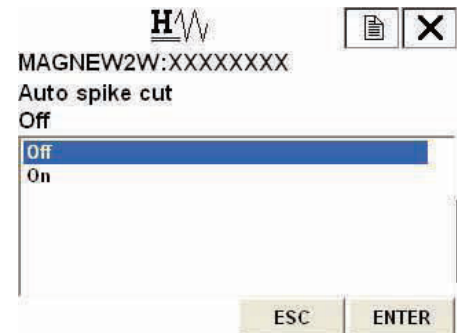 H
MAGNEW2W:XXXXXXXX
Auto spike cut
Off
Off
On
ESC ENTER